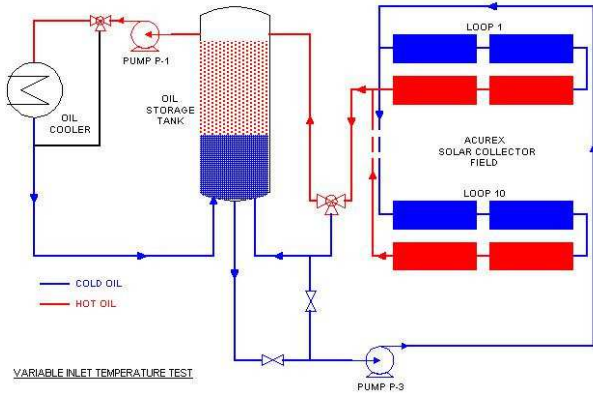 LOOP 1
PUMP P-1
OIL
COOLER
OIL
STORAGE
TANK
ACUREX
SOLAR COLLECTOR
FIELD
LOOP 10
COLD OIL
HOT OIL
VARIABLE INLET TEMPERATURE TEST
PUMP P-3